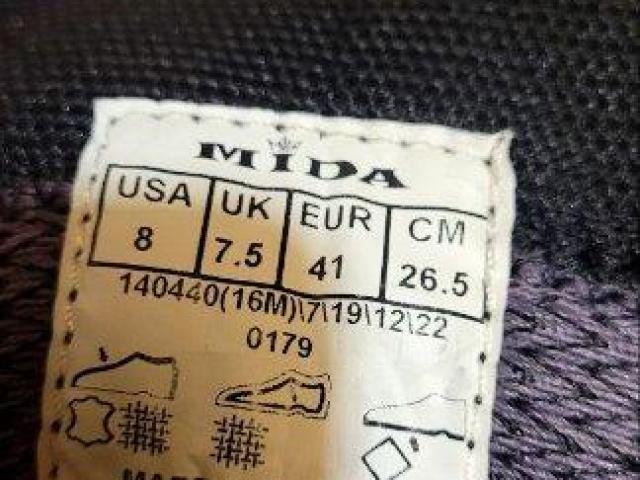 MIDA
USA UK EUR CM
8 7.5 41 26.5
140440(16M)\7\19\12\22
0179